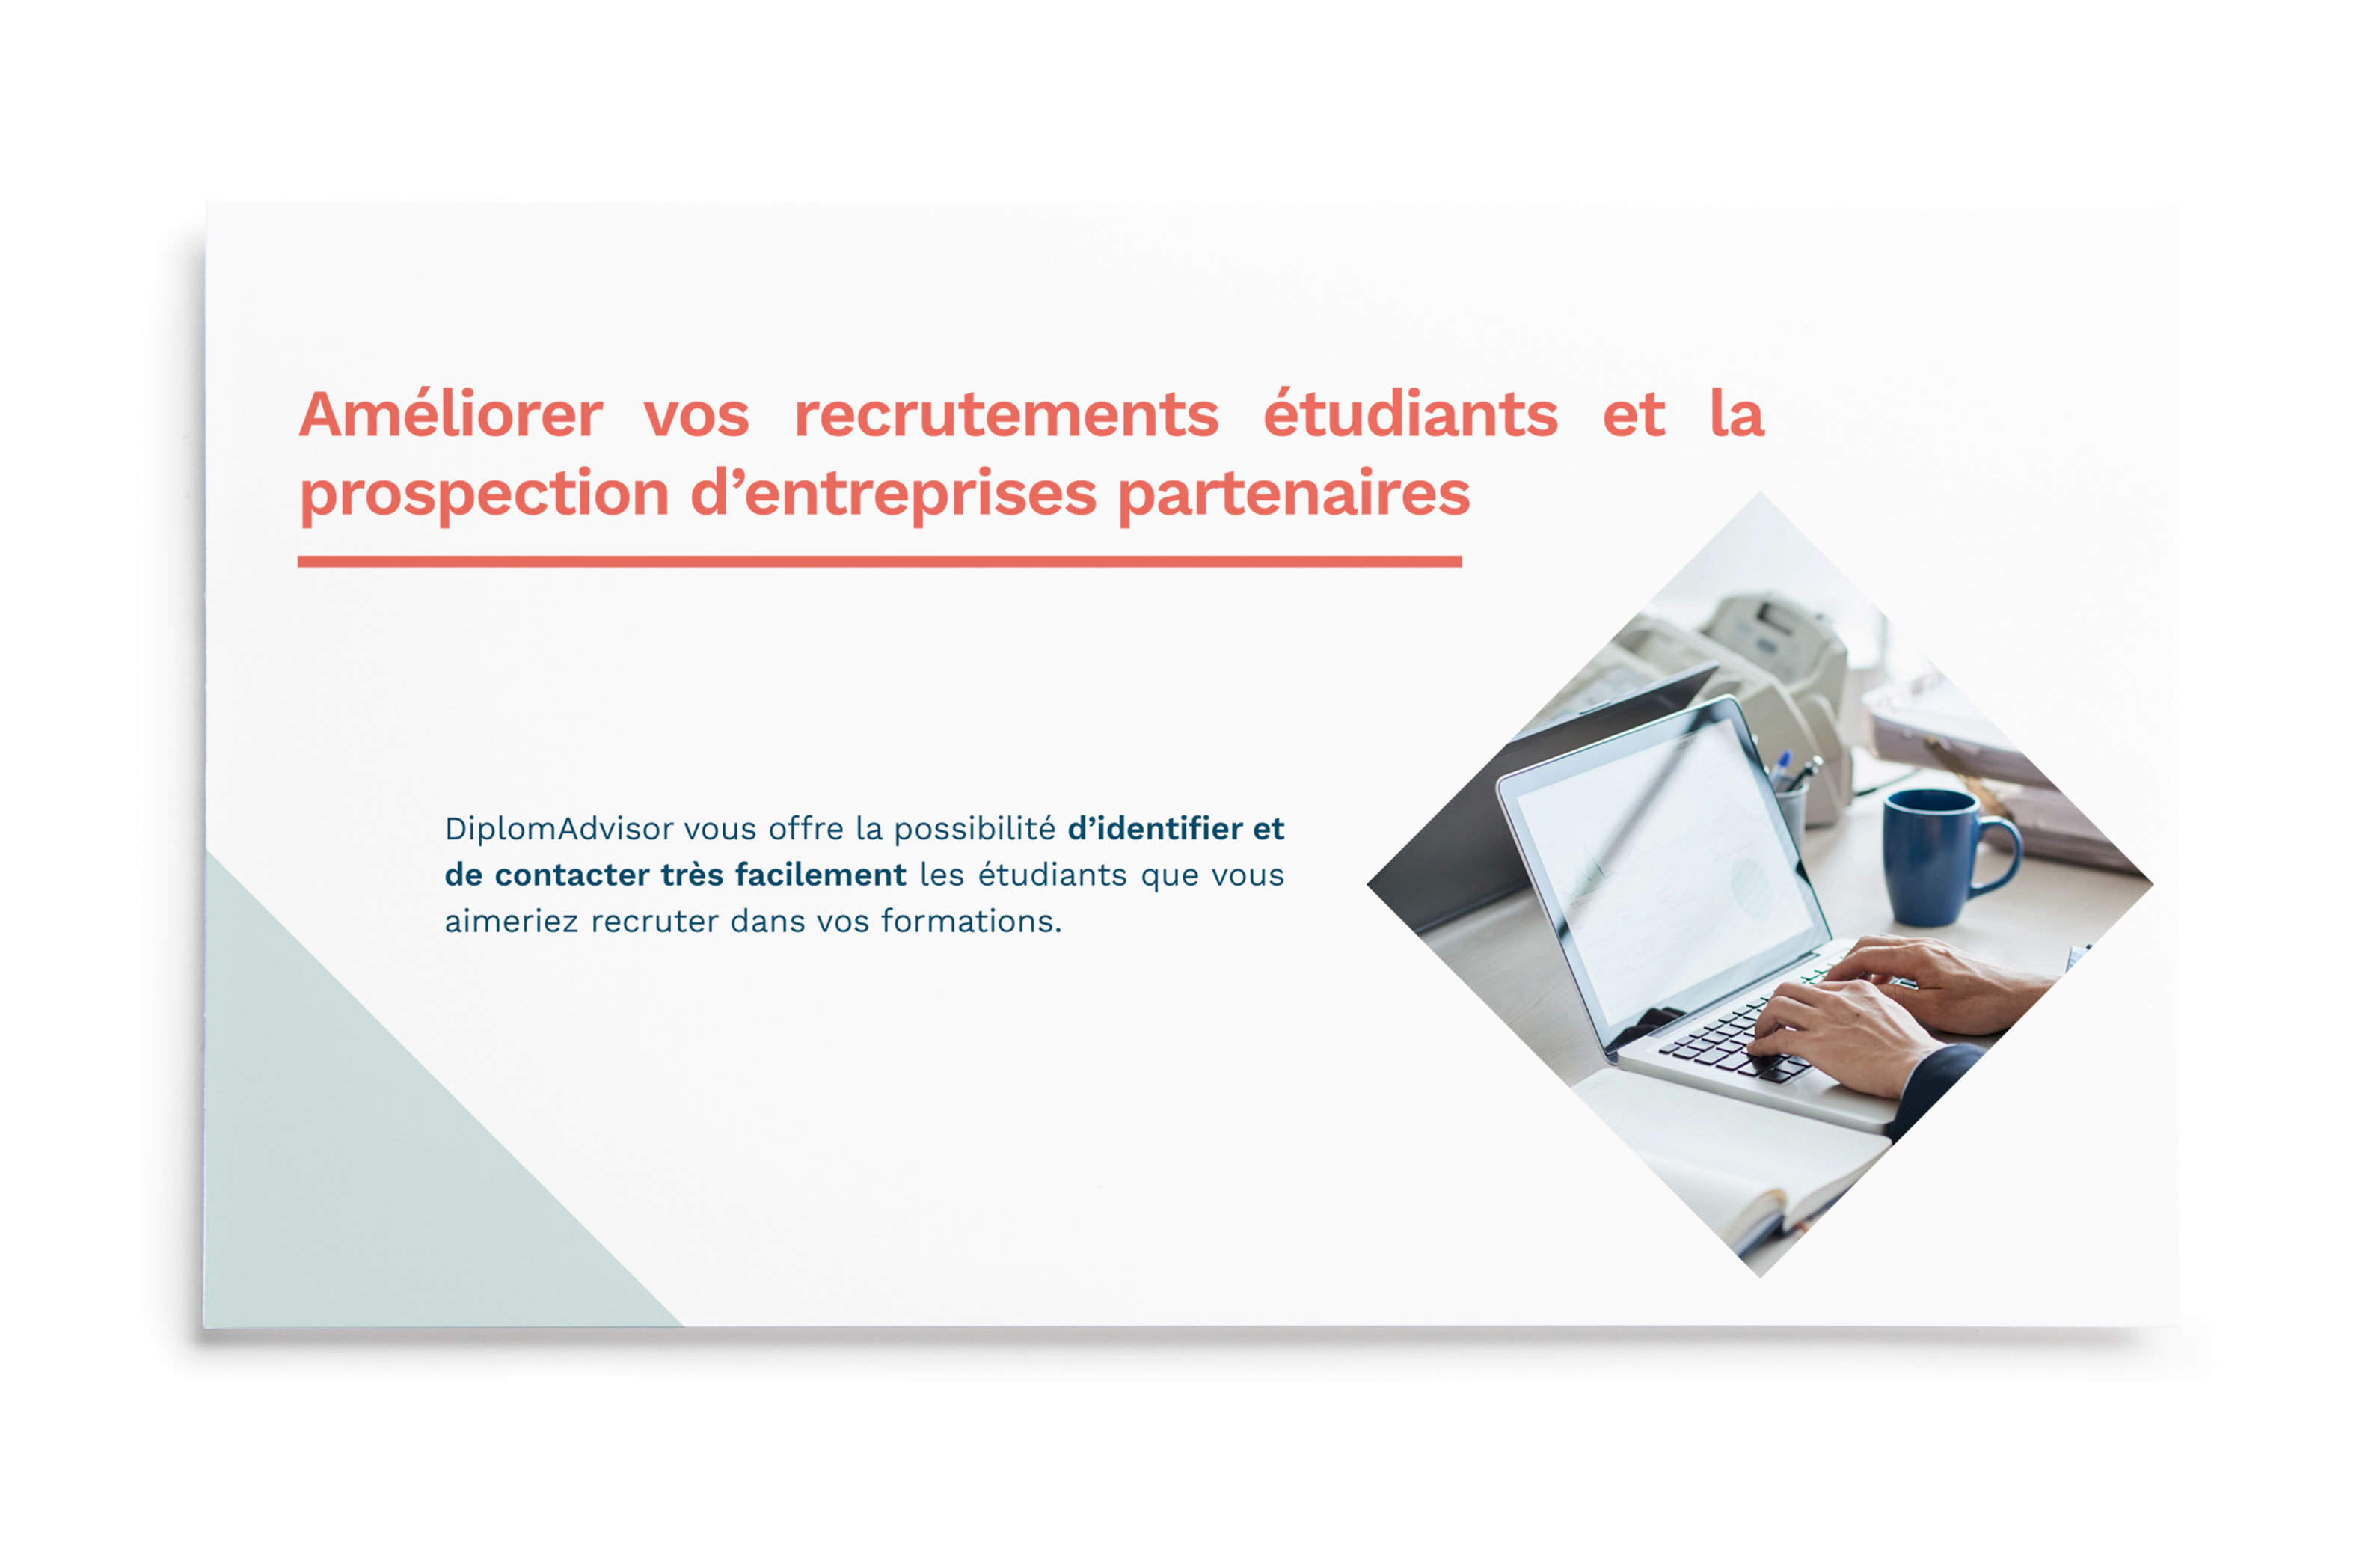 Améliorer vos recrutements étudiants et la
prospection d’entreprises partenaires
DiplomAdvisor vous offre la possibilité d’identifier et
de contacter très facilement les étudiants que vous
aimeriez recruter dans vos formations.